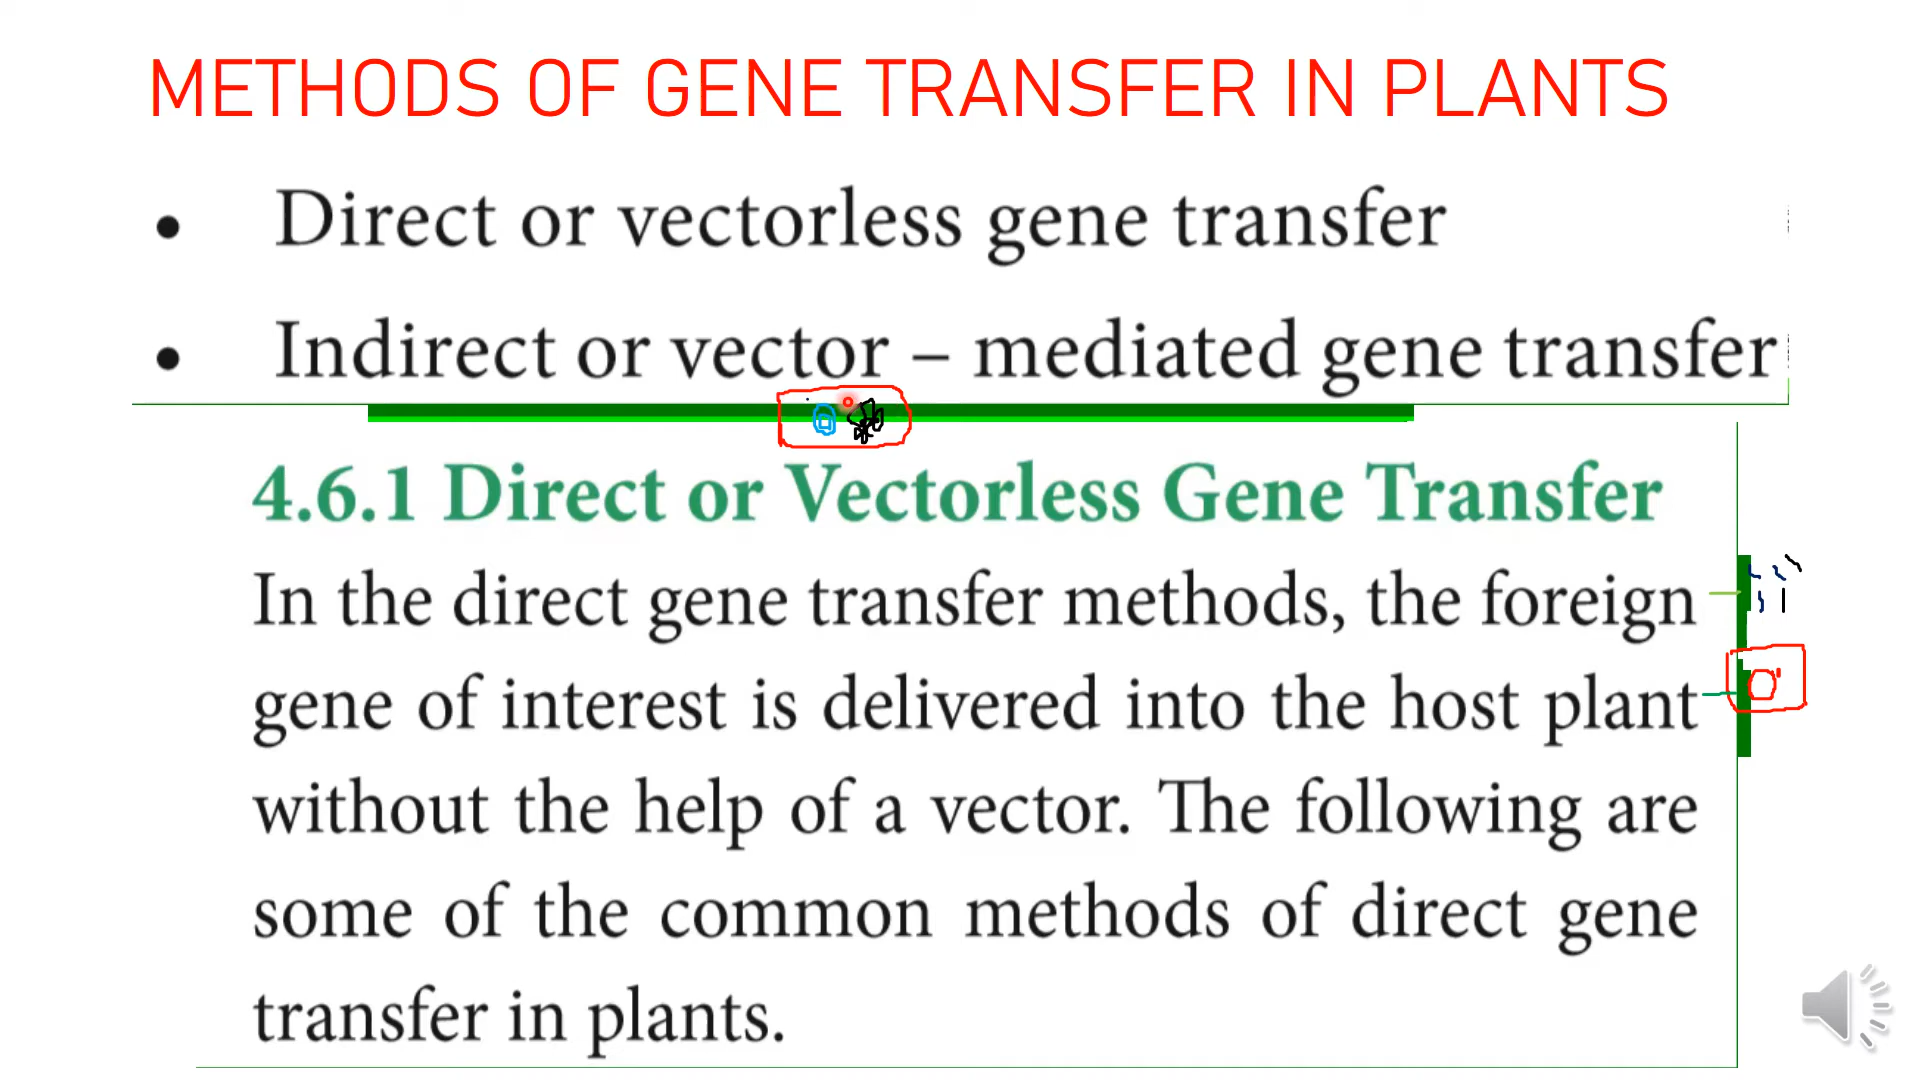 METHODS OF GENE TRANSFER IN PLANTS
• Direct or vectorless gene transfer
• Indirect or vector – mediated gene transfer
4.6.1 Direct or Vectorless Gene Transfer
In the direct gene transfer methods, the foreign
gene of interest is delivered into the host plant
without the help of a vector. The following are
some of the common methods of direct gene
transfer in plants.